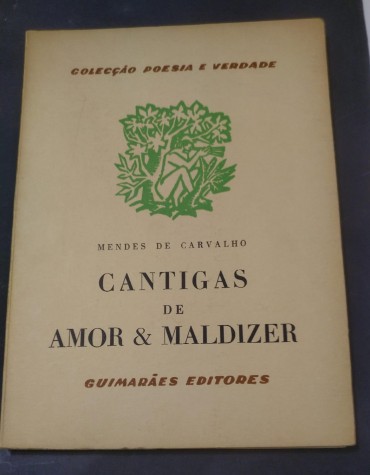 COLECÇÃO POESIA E VERDADE
MENDES DE CARVALHO
CANTIGAS
DE
AMOR & MALDIZER
GUIMARÃES EDITORES